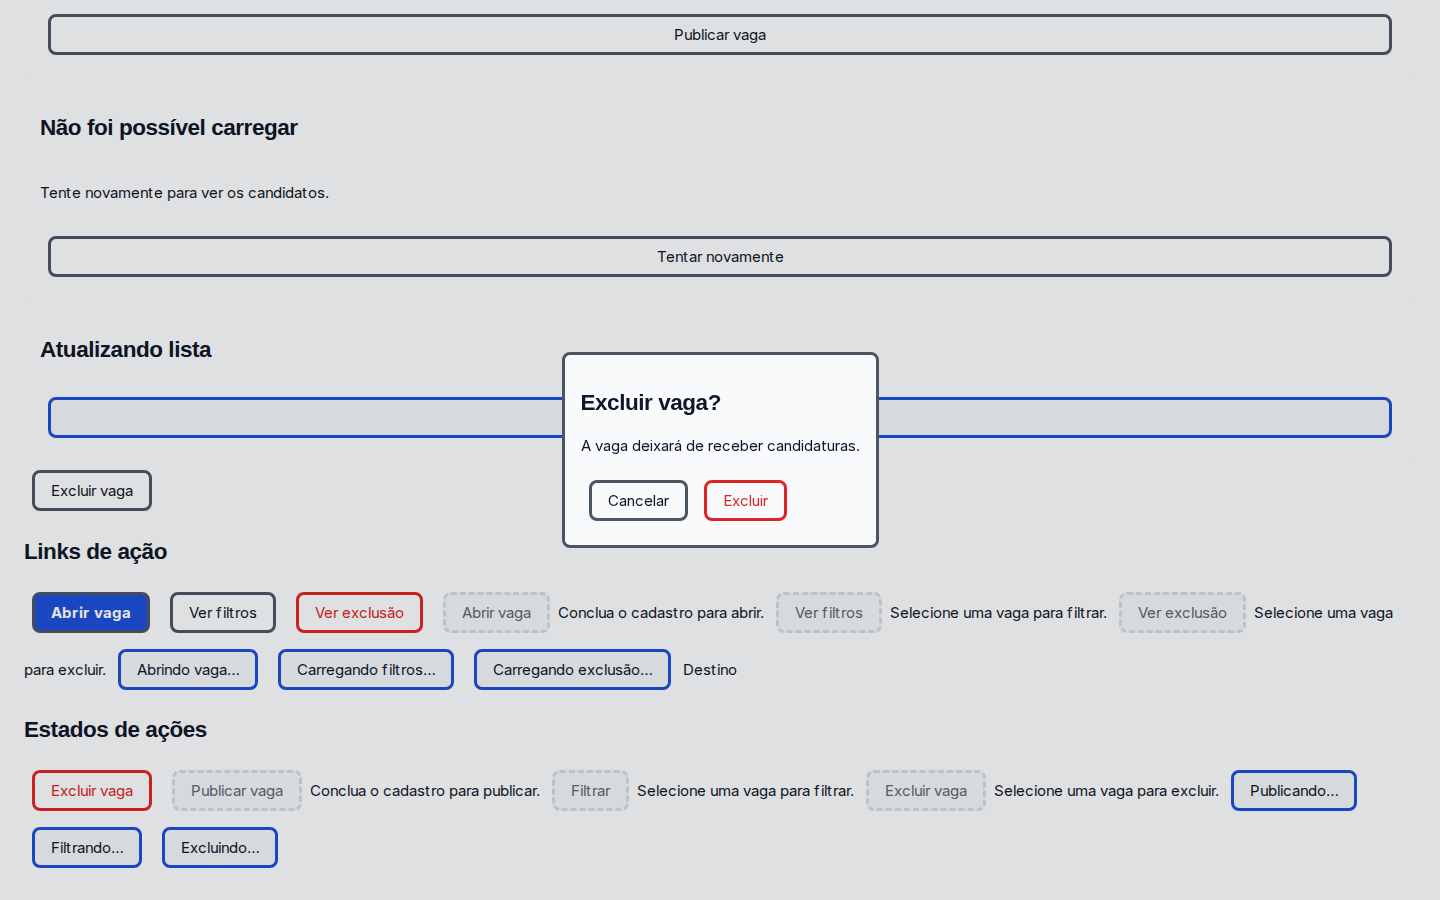 Publicar vaga
Não foi possível carregar
Tente novamente para ver os candidatos.
Tentar novamente
Atualizando lista
Excluir vaga?
A vaga deixará de receber candidaturas.
Cancelar Excluir
Excluir vaga
Links de ação
Abrir vaga Ver filtros Ver exclusão Abrir vaga Conclua o cadastro para abrir. Ver filtros Selecione uma vaga para filtrar. Ver exclusão Selecione uma vaga
para excluir. Abrindo vaga... Carregando filtros... Carregando exclusão... Destino
Estados de ações
Excluir vaga Publicar vaga Conclua o cadastro para publicar. Filtrar Selecione uma vaga para filtrar. Excluir vaga Selecione uma vaga para excluir. Publicando...
Filtrando... Excluindo...